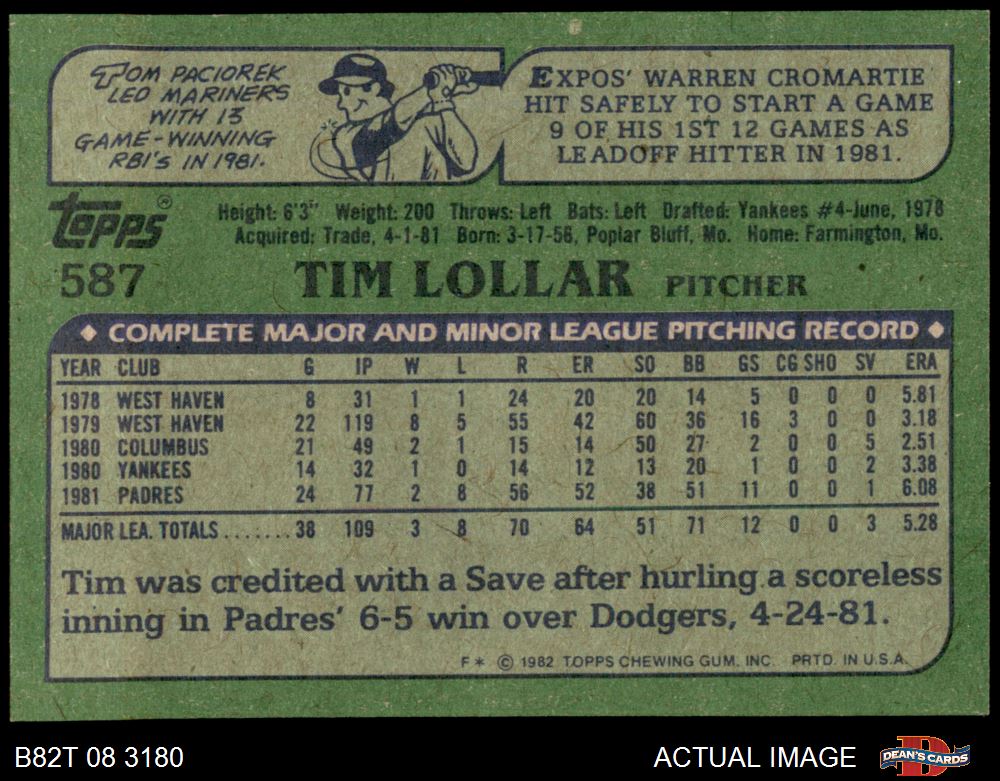 TOM PACIOREK
LED MARINERS
WITH 13
GAME-WINNING
RBI'S IN 1981.
EXPOS' WARREN CROMARTIE
HIT SAFELY TO START A GAME
9 OF HIS 1ST 12 GAMES AS
LEADOFF HITTER IN 1981.
topps®
Height: 6'3" Weight: 200 Throws: Left Bats: Left Drafted: Yankees #4-June, 1978
Acquired: Trade, 4-1-81 Born: 3-17-56, Poplar Bluff, Mo. Home: Farmington, Mo.
587 TIM LOLLAR PITCHER
◆ COMPLETE MAJOR AND MINOR LEAGUE PITCHING RECORD ◆
YEAR CLUB G IP W L R ER SO BB GS CG SHO SV ERA
1978 WEST HAVEN 8 31 1 1 24 20 20 14 5 0 0 0 5.81
1979 WEST HAVEN 22 119 8 5 55 42 60 36 16 3 0 0 3.18
1980 COLUMBUS 21 49 2 1 15 14 50 27 2 0 0 5 2.51
1980 YANKEES 14 32 1 0 14 12 13 20 1 0 0 2 3.38
1981 PADRES 24 77 2 8 56 52 38 51 11 0 0 1 6.08
MAJOR LEA. TOTALS ....... 38 109 3 8 70 64 51 71 12 0 0 3 5.28
Tim was credited with a Save after hurling a scoreless
inning in Padres' 6-5 win over Dodgers, 4-24-81.
F* © 1982 TOPPS CHEWING GUM, INC. PRTD. IN U.S.A.
B82T 08 3180 ACTUAL IMAGE DEAN'S CARDS